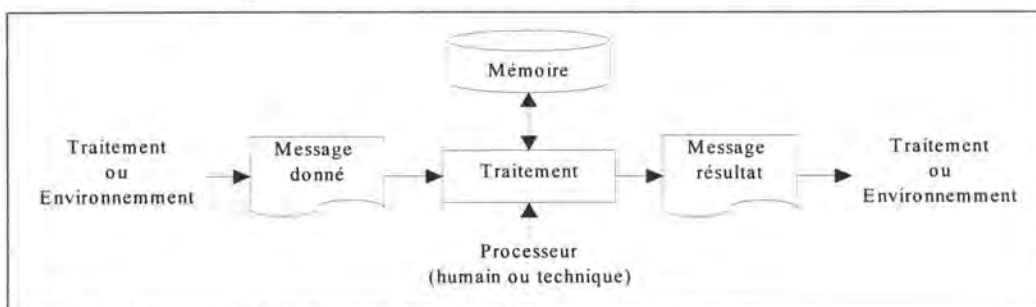 Mémoire
Traitement
ou
Environnemment
Message
donné
Traitement
Message
résultat
Traitement
ou
Environnemment
Processeur
(humain ou technique)